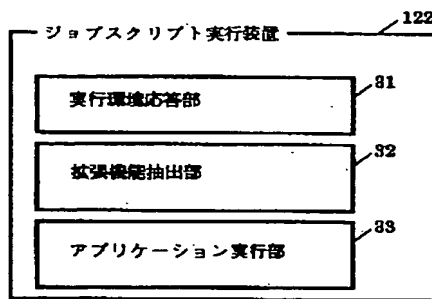 ジョブスクリプト実行装置
122
実行環境応答部
31
拡張機能抽出部
32
アプリケーション実行部
33